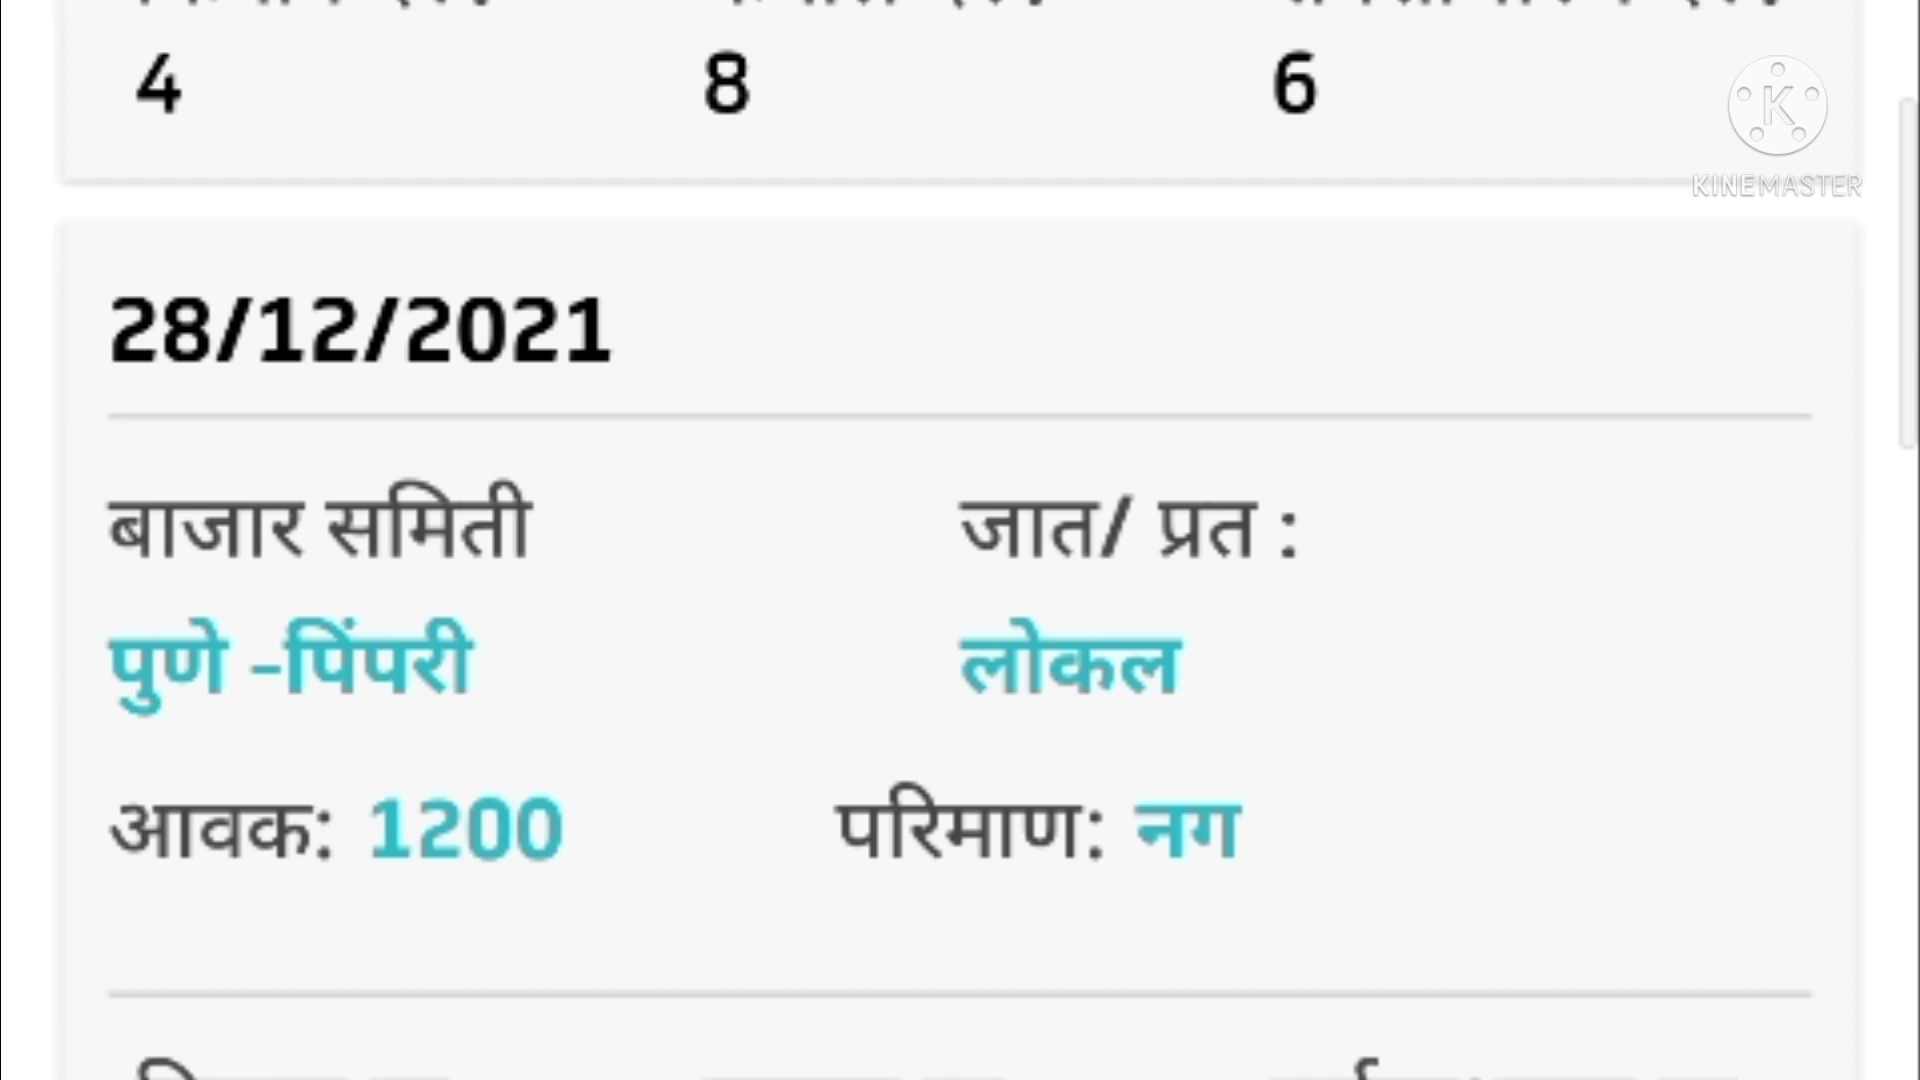 4 8 6
KINEMASTER
28/12/2021
बाजार समिती जात/ प्रत :
पुणे -पिंपरी लोकल
आवक: 1200 परिमाण: नग